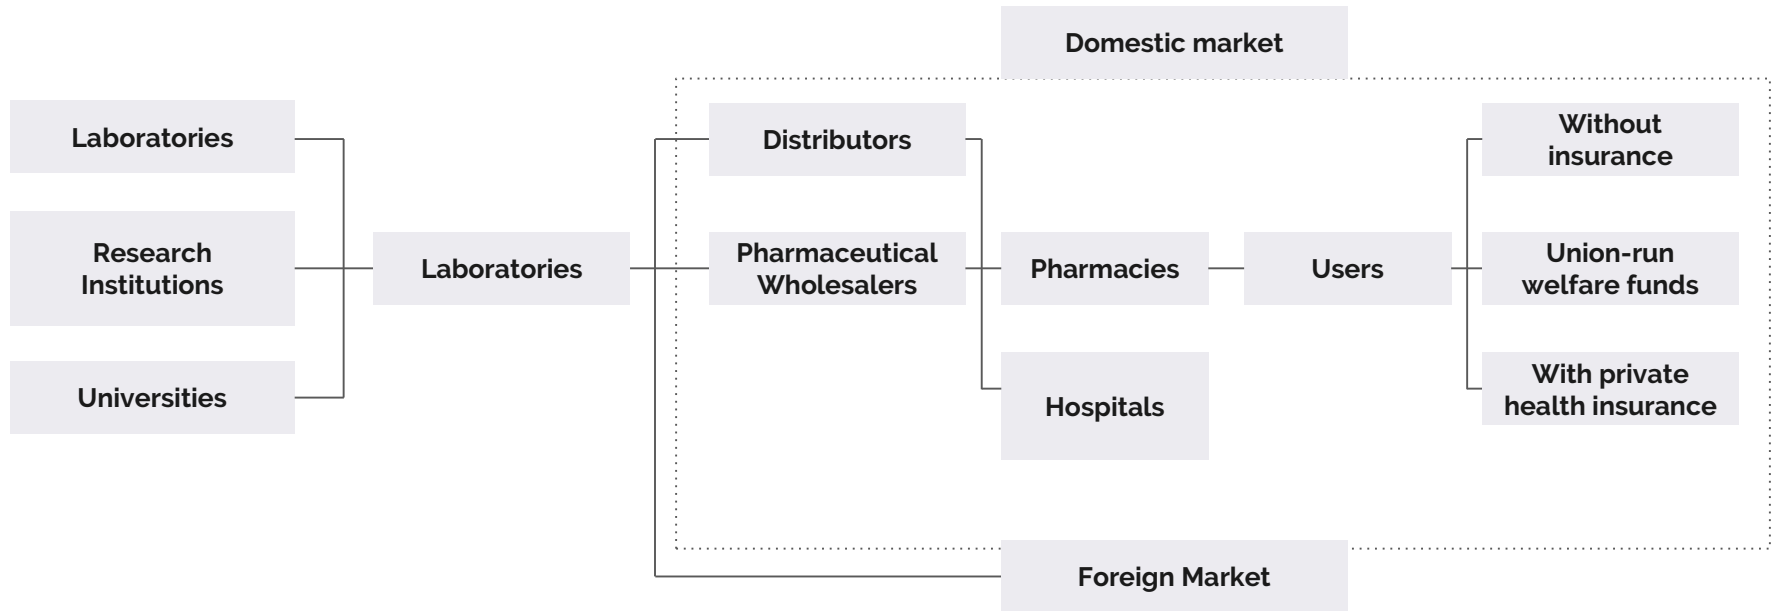 Domestic market
Laboratories
Research
Institutions
Universities
Laboratories
Distributors
Pharmaceutical
Wholesalers
Pharmacies
Hospitals
Users
Without
insurance
Union-run
welfare funds
With private
health insurance
Foreign Market